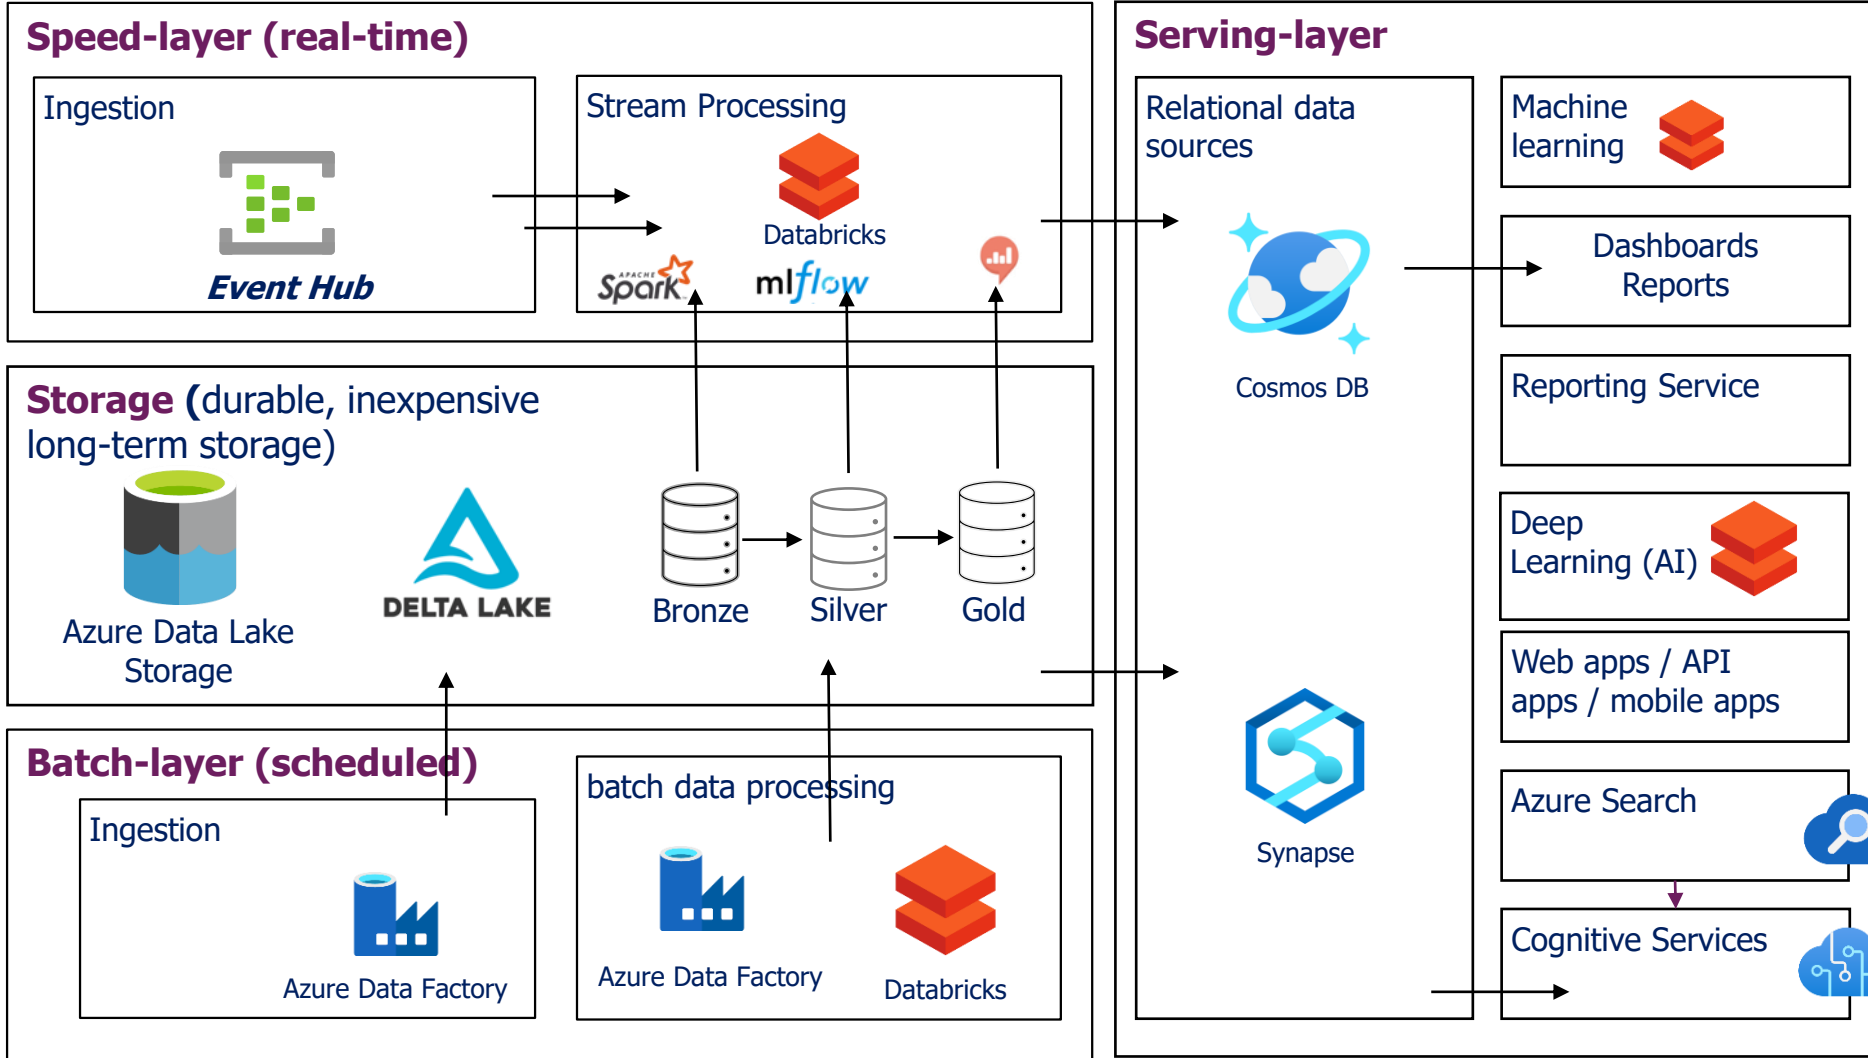 Speed-layer (real-time)
Ingestion
Event Hub
Stream Processing
Databricks
APACHE
Spark
mlflow
Storage (durable, inexpensive
long-term storage)
Azure Data Lake
Storage
DELTA LAKE
Bronze
Silver
Gold
Batch-layer (scheduled)
Ingestion
Azure Data Factory
batch data processing
Azure Data Factory
Databricks
Serving-layer
Relational data
sources
Cosmos DB
Synapse
Machine
learning
Dashboards
Reports
Reporting Service
Deep
Learning (AI)
Web apps / API
apps / mobile apps
Azure Search
Cognitive Services